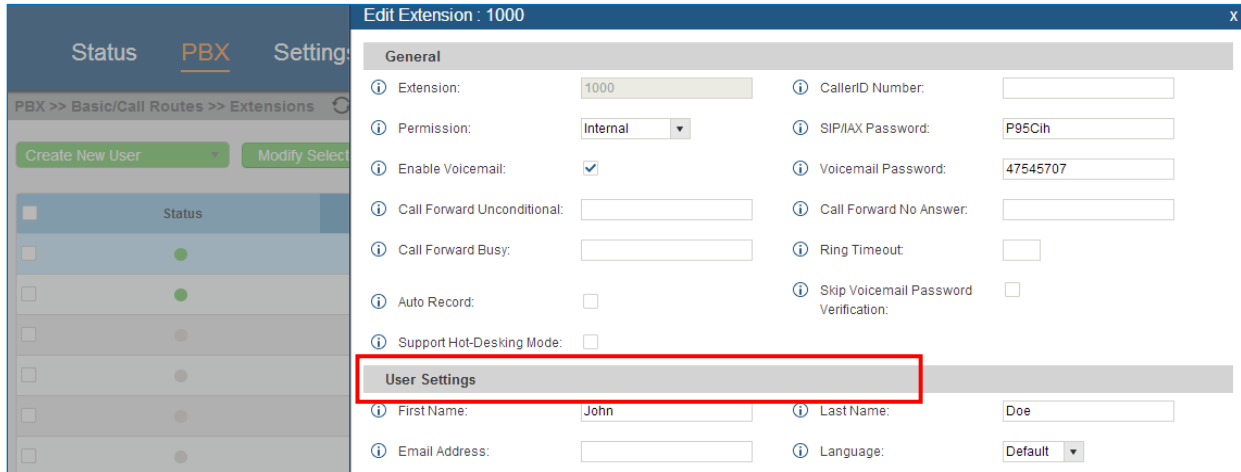 Edit Extension : 1000 x
Status PBX Settings
General
Extension: 1000 CallerID Number:
PBX >> Basic/Call Routes >> Extensions
Permission: Internal SIP/IAX Password: P95Cih
Create New User Modify Select
Enable Voicemail: Voicemail Password: 47545707
Status
Call Forward Unconditional: Call Forward No Answer:
Call Forward Busy: Ring Timeout:
Auto Record: Skip Voicemail Password
Verification:
Support Hot-Desking Mode:
User Settings
First Name: John Last Name: Doe
Email Address: Language: Default